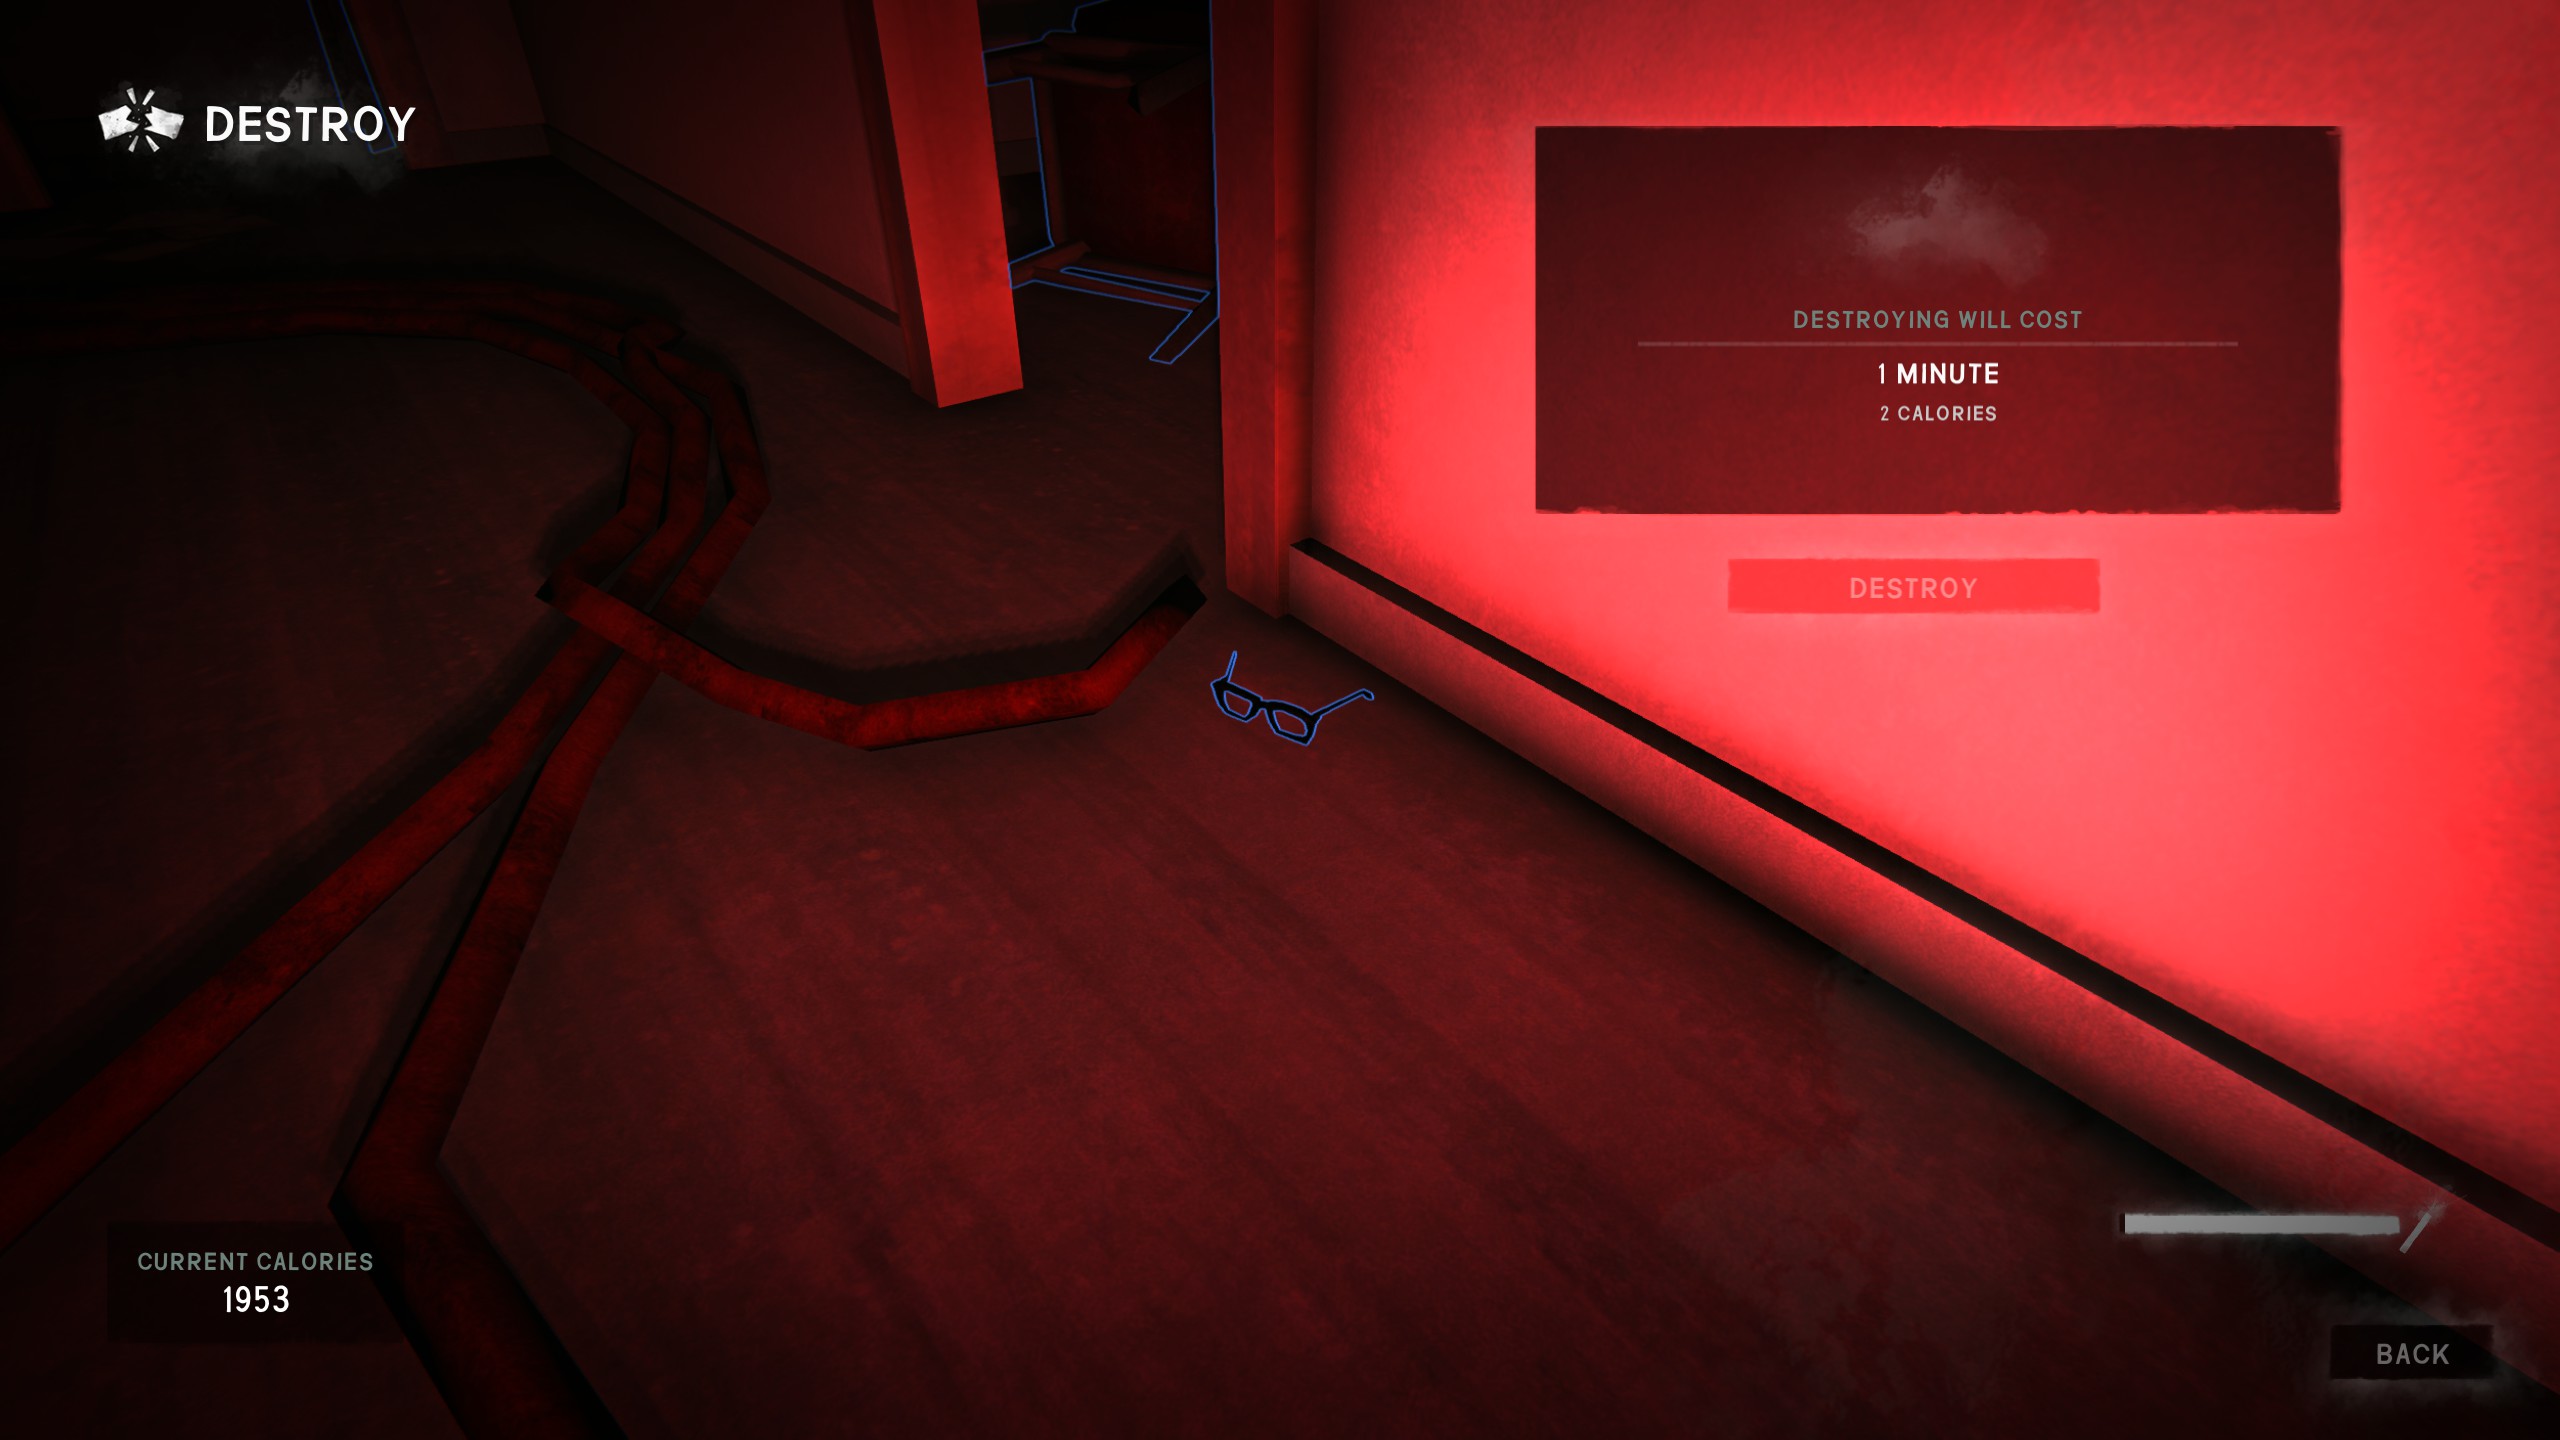 DESTROY
DESTROYING WILL COST
1 MINUTE
2 CALORIES
DESTROY
CURRENT CALORIES
1953
BACK